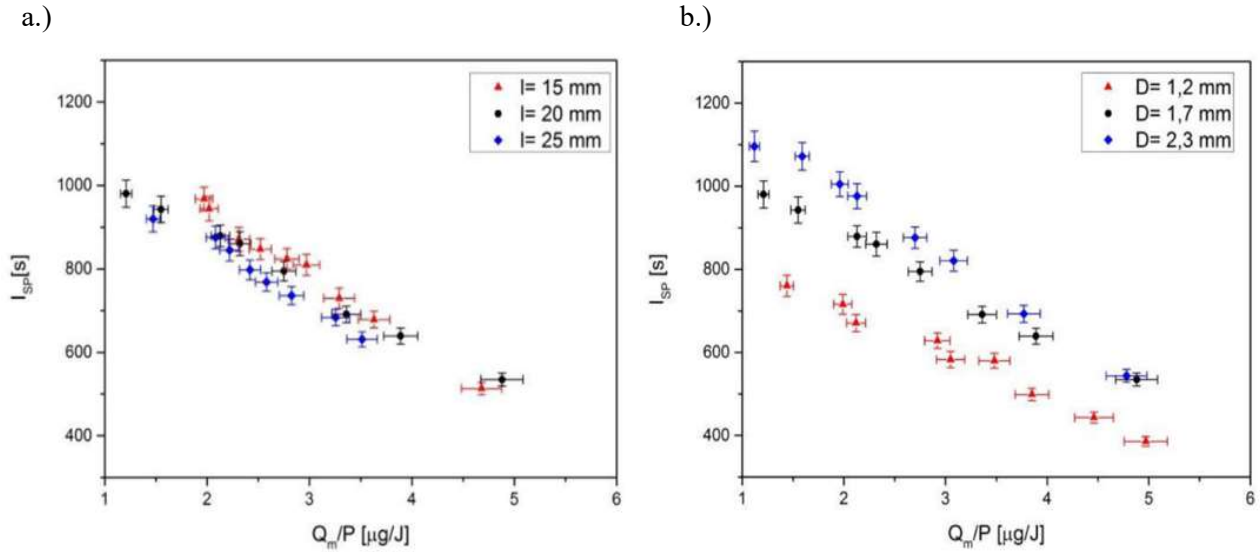 a.)
b.)
l= 15 mm
l= 20 mm
l= 25 mm
1200
1000
800
600
400
I_SP[s]
1 2 3 4 5 6
Q_m/P [μg/J]
D= 1,2 mm
D= 1,7 mm
D= 2,3 mm
1200
1000
800
600
400
I_SP [s]
1 2 3 4 5 6
Q_m/P [μg/J]